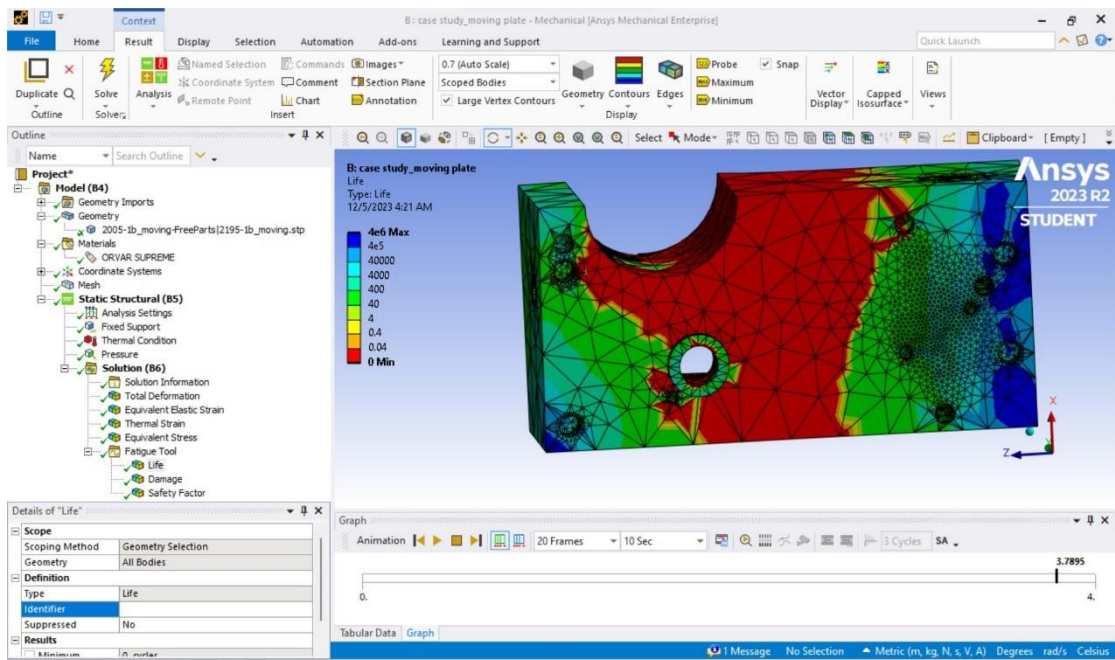 Context
B : case study_moving plate - Mechanical [Ansys Mechanical Enterprise]
File Home Result Display Selection Automation Add-ons Learning and Support Quick Launch
Duplicate Q Solve Analysis Named Selection Commands Images 0.7 (Auto Scale) Geometry Contours Edges Probe Snap Vector Display Capped Isosurface Views
Coordinate System Comment Section Plane Scoped Bodies Maximum
Remote Point Chart Annotation Large Vertex Contours Minimum
Outline Solver Insert Display
Outline
Select Mode Clipboard [ Empty ]
Name Search Outline
Project*
Model (B4)
Geometry Imports
Geometry
2005-1b_moving-FreeParts|2195-1b_moving.stp
Materials
ORVAR SUPREME
Coordinate Systems
Mesh
Static Structural (B5)
Analysis Settings
Fixed Support
Thermal Condition
Pressure
Solution (B6)
Solution Information
Total Deformation
Equivalent Elastic Strain
Thermal Strain
Equivalent Stress
Fatigue Tool
Life
Damage
Safety Factor
B: case study_moving plate
Life
Type: Life
12/5/2023 4:21 AM
4e6 Max
4e5
40000
4000
400
40
4
0.4
0.04
0 Min
Ansys
2023 R2
STUDENT
X
Z
Details of "Life"
Scope
Scoping Method Geometry Selection
Geometry All Bodies
Definition
Type Life
Identifier
Suppressed No
Results
Minimum 0. cycles
Graph
Animation 20 Frames 10 Sec 3 Cycles SA
3.7895
0. 4.
Tabular Data Graph
1 Message No Selection Metric (m, kg, N, s, V, A) Degrees rad/s Celsius